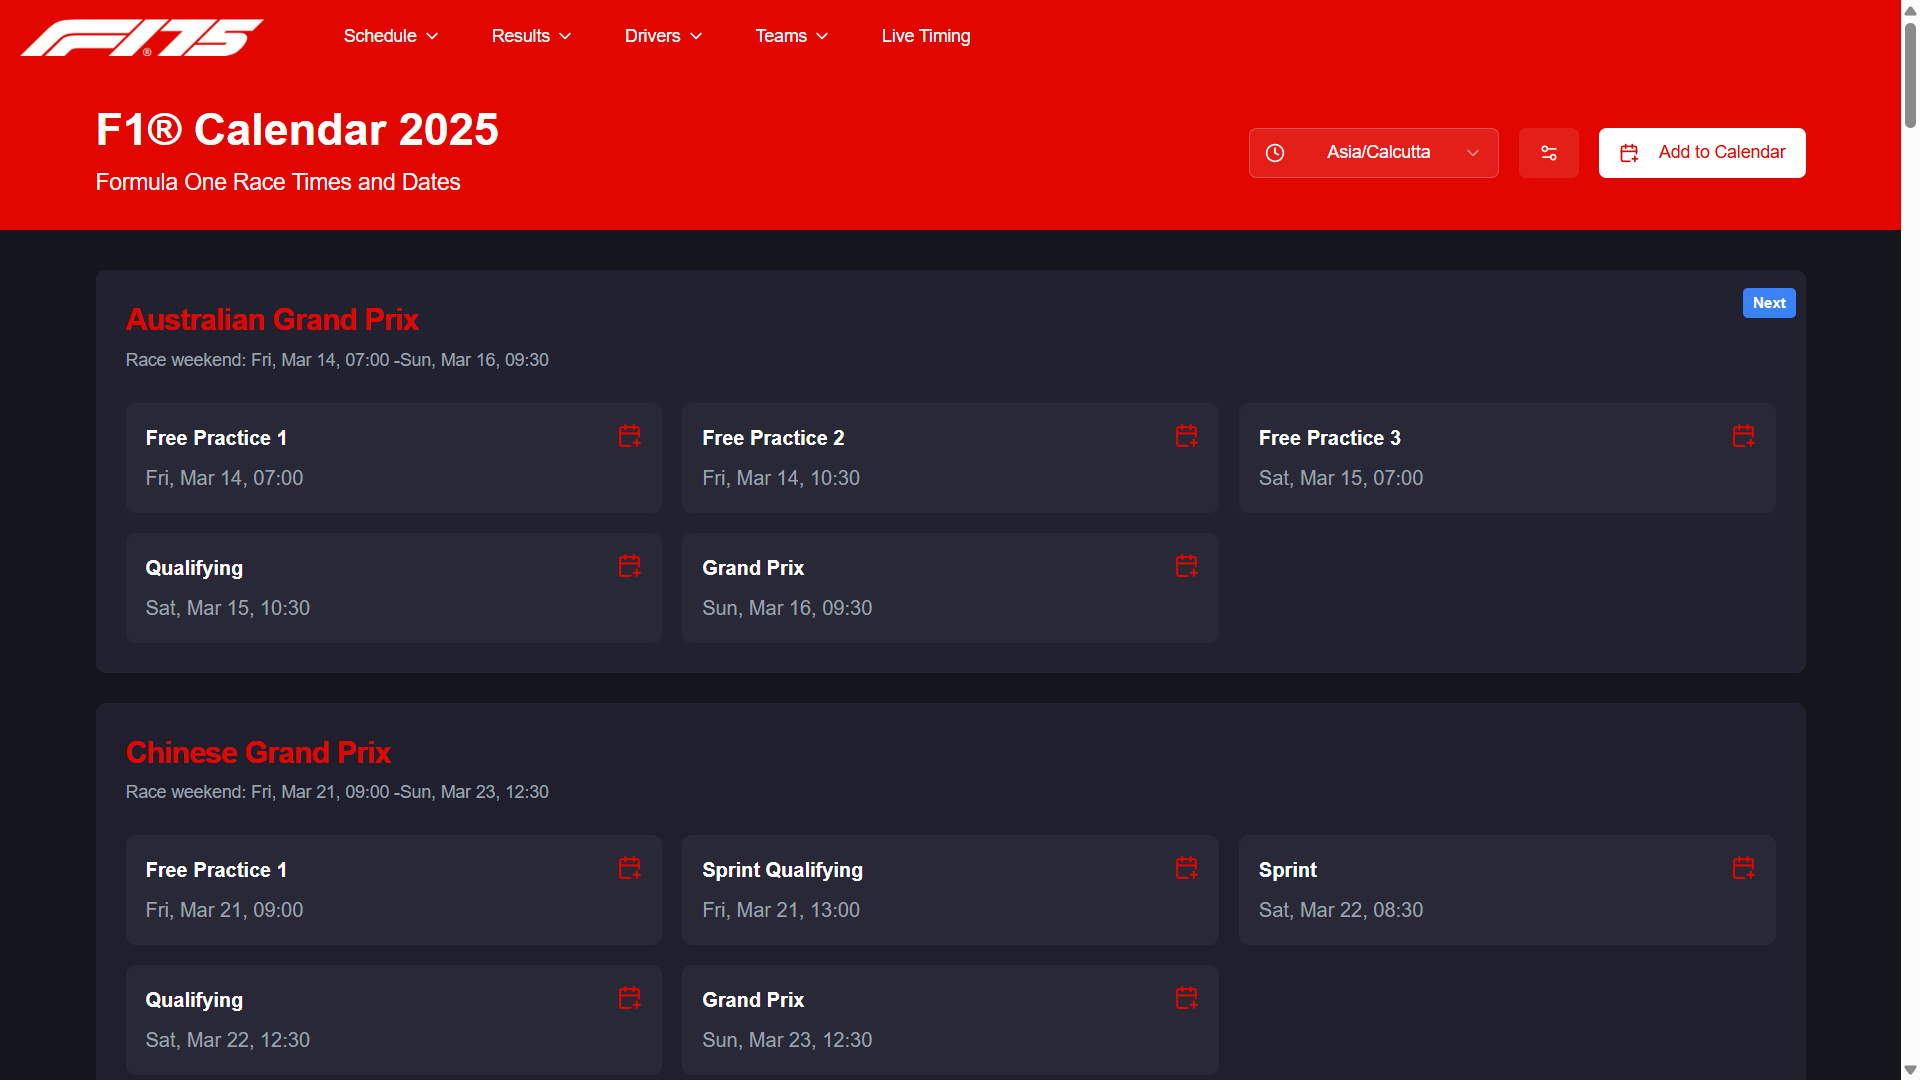 F1 75 ®
Schedule
Results
Drivers
Teams
Live Timing
F1® Calendar 2025
Formula One Race Times and Dates
Asia/Calcutta
Add to Calendar
Australian Grand Prix
Next
Race weekend: Fri, Mar 14, 07:00 -Sun, Mar 16, 09:30
Free Practice 1
Fri, Mar 14, 07:00
Free Practice 2
Fri, Mar 14, 10:30
Free Practice 3
Sat, Mar 15, 07:00
Qualifying
Sat, Mar 15, 10:30
Grand Prix
Sun, Mar 16, 09:30
Chinese Grand Prix
Race weekend: Fri, Mar 21, 09:00 -Sun, Mar 23, 12:30
Free Practice 1
Fri, Mar 21, 09:00
Sprint Qualifying
Fri, Mar 21, 13:00
Sprint
Sat, Mar 22, 08:30
Qualifying
Sat, Mar 22, 12:30
Grand Prix
Sun, Mar 23, 12:30